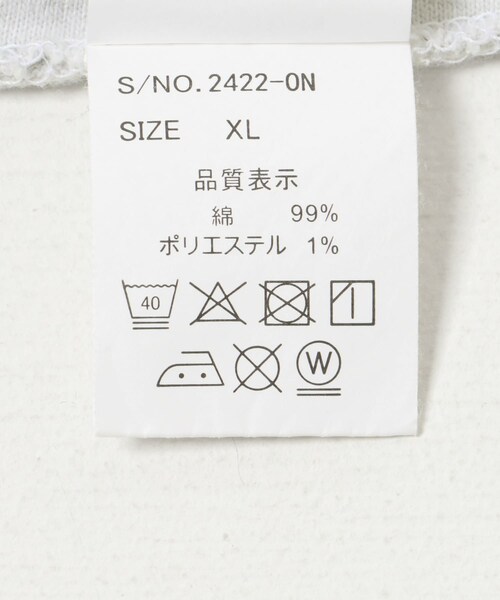 S/NO. 2422-0N
SIZE XL
品質表示
綿 99%
ポリエステル 1%
40
W